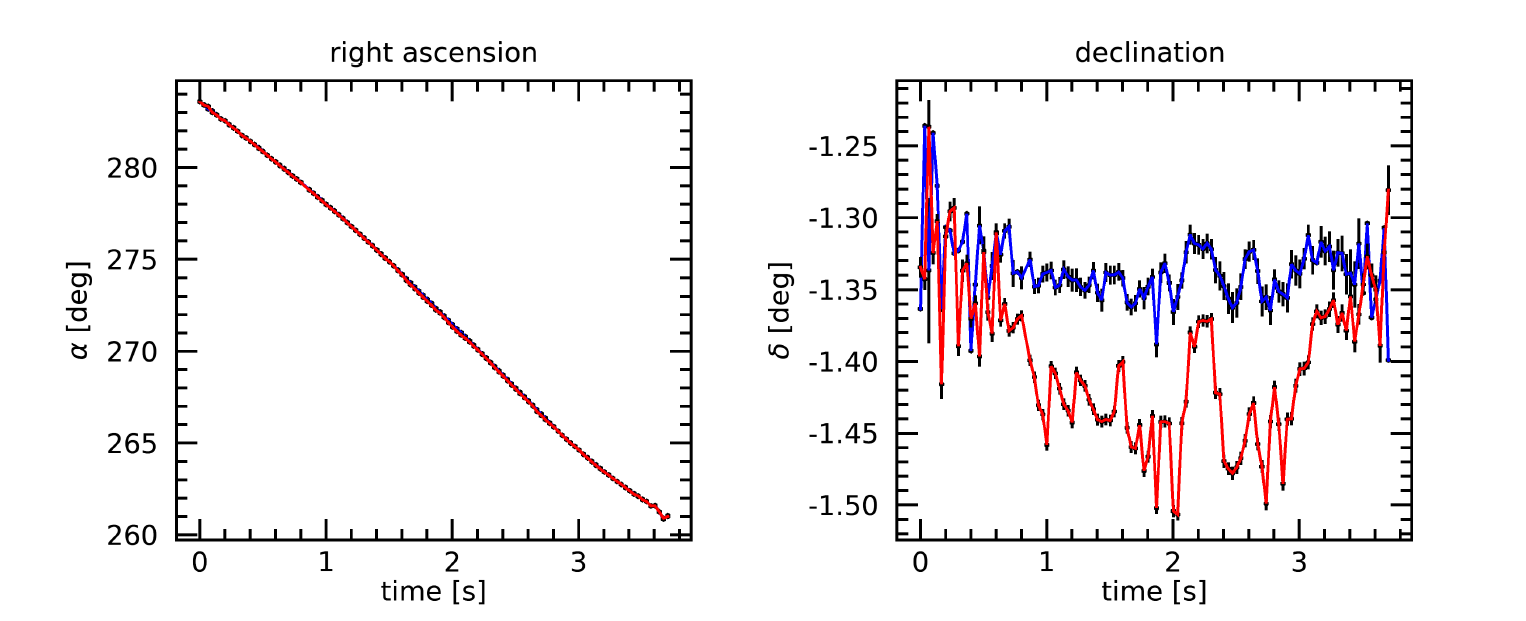 right ascension
280
275
270
265
260
α [deg]
0 1 2 3
time [s]
declination
-1.25
-1.30
-1.35
-1.40
-1.45
-1.50
δ [deg]
0 1 2 3
time [s]